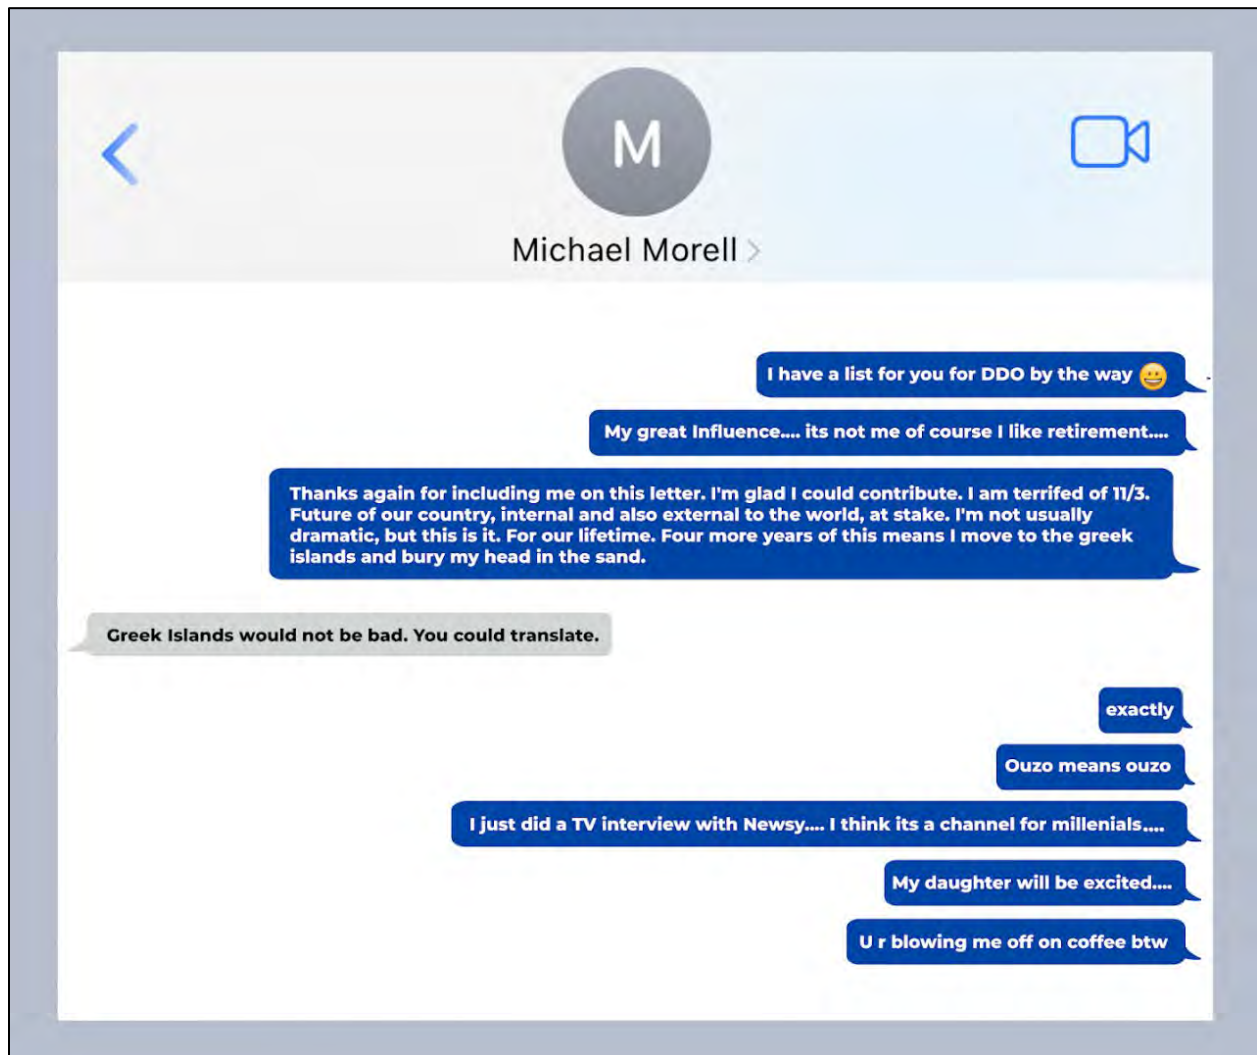 M
Michael Morell >
I have a list for you for DDO by the way 😀
My great Influence.... its not me of course I like retirement....
Thanks again for including me on this letter. I'm glad I could contribute. I am terrifed of 11/3.
Future of our country, internal and also external to the world, at stake. I'm not usually
dramatic, but this is it. For our lifetime. Four more years of this means I move to the greek
islands and bury my head in the sand.
Greek Islands would not be bad. You could translate.
exactly
Ouzo means ouzo
I just did a TV interview with Newsy.... I think its a channel for millenials....
My daughter will be excited....
U r blowing me off on coffee btw